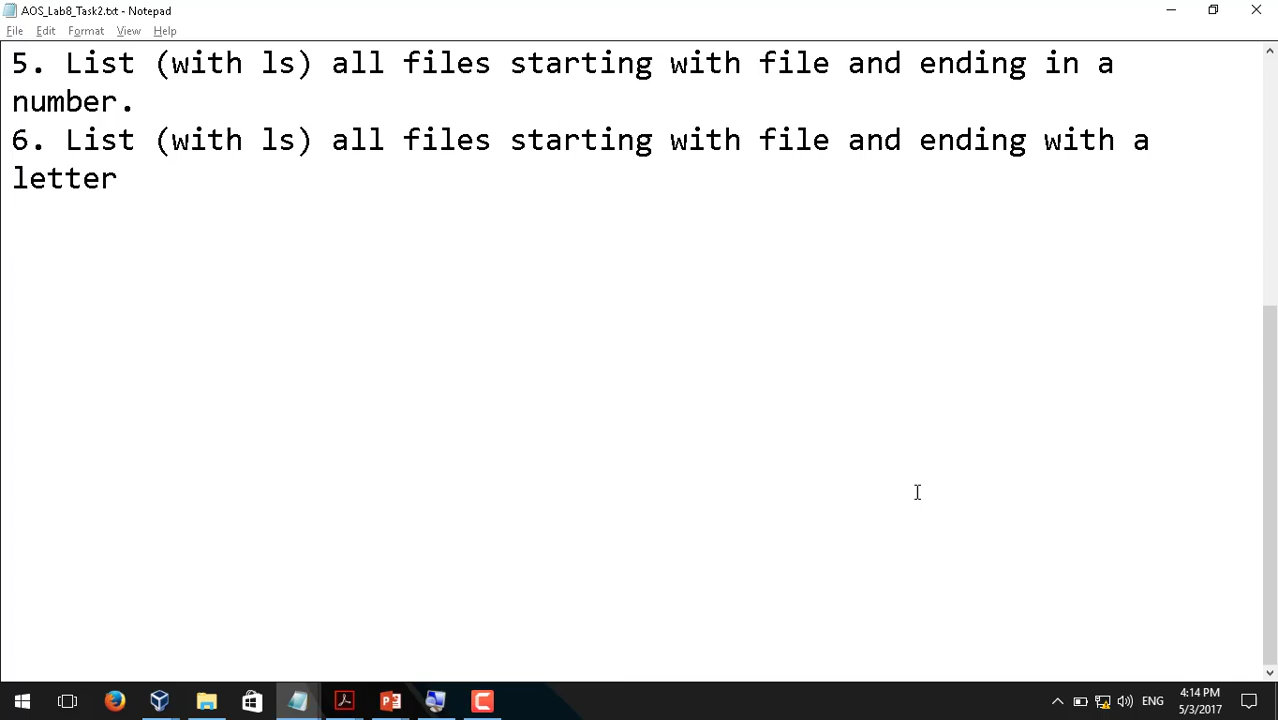 AOS_Lab8_Task2.txt - Notepad
File Edit Format View Help
5. List (with ls) all files starting with file and ending in a
number.
6. List (with ls) all files starting with file and ending with a
letter
ENG
4:14 PM
5/3/2017